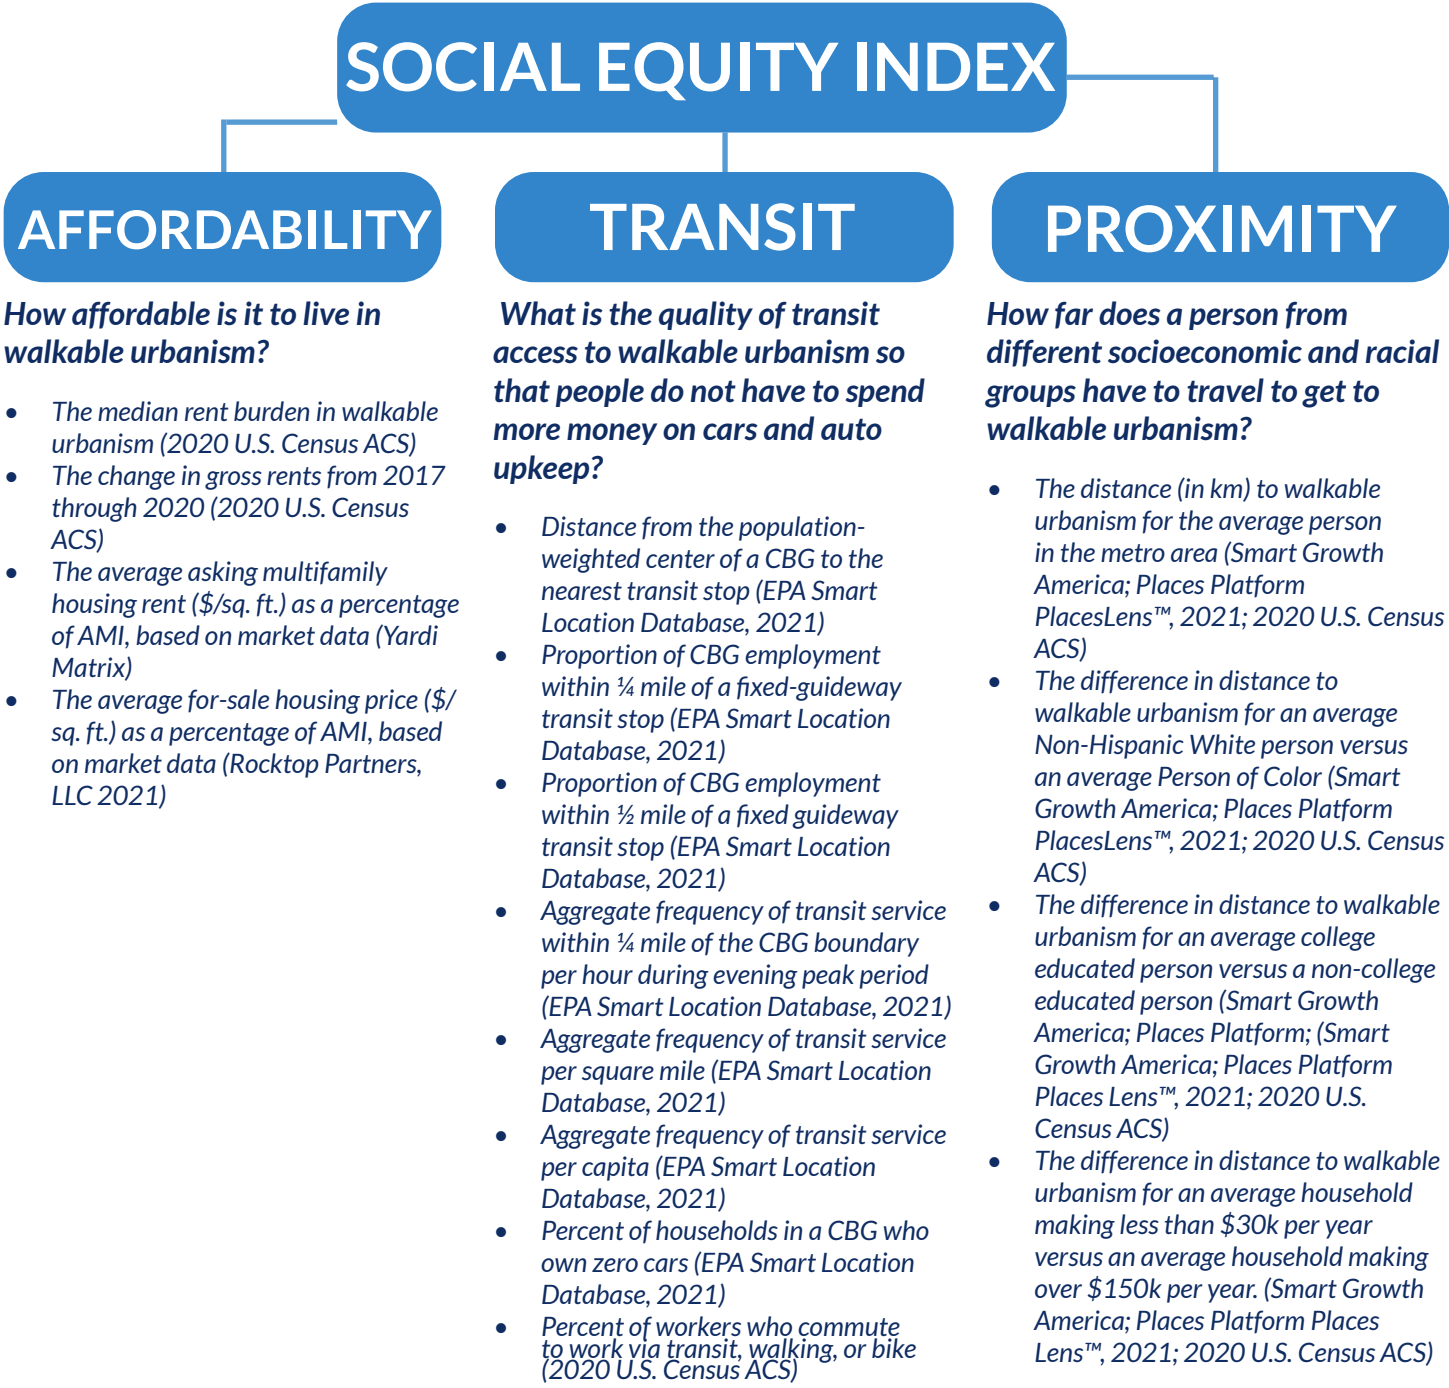 SOCIAL EQUITY INDEX
AFFORDABILITY
How affordable is it to live in
walkable urbanism?
• The median rent burden in walkable
urbanism (2020 U.S. Census ACS)
• The change in gross rents from 2017
through 2020 (2020 U.S. Census
ACS)
• The average asking multifamily
housing rent ($/sq. ft.) as a percentage
of AMI, based on market data (Yardi
Matrix)
• The average for-sale housing price ($/
sq. ft.) as a percentage of AMI, based
on market data (Rocktop Partners,
LLC 2021)
TRANSIT
What is the quality of transit
access to walkable urbanism so
that people do not have to spend
more money on cars and auto
upkeep?
• Distance from the population-
weighted center of a CBG to the
nearest transit stop (EPA Smart
Location Database, 2021)
• Proportion of CBG employment
within ¼ mile of a fixed-guideway
transit stop (EPA Smart Location
Database, 2021)
• Proportion of CBG employment
within ½ mile of a fixed guideway
transit stop (EPA Smart Location
Database, 2021)
• Aggregate frequency of transit service
within ¼ mile of the CBG boundary
per hour during evening peak period
(EPA Smart Location Database, 2021)
• Aggregate frequency of transit service
per square mile (EPA Smart Location
Database, 2021)
• Aggregate frequency of transit service
per capita (EPA Smart Location
Database, 2021)
• Percent of households in a CBG who
own zero cars (EPA Smart Location
Database, 2021)
• Percent of workers who commute
to work via transit, walking, or bike
(2020 U.S. Census ACS)
PROXIMITY
How far does a person from
different socioeconomic and racial
groups have to travel to get to
walkable urbanism?
• The distance (in km) to walkable
urbanism for the average person
in the metro area (Smart Growth
America; Places Platform
PlacesLens™, 2021; 2020 U.S. Census
ACS)
• The difference in distance to
walkable urbanism for an average
Non-Hispanic White person versus
an average Person of Color (Smart
Growth America; Places Platform
PlacesLens™, 2021; 2020 U.S. Census
ACS)
• The difference in distance to walkable
urbanism for an average college
educated person versus a non-college
educated person (Smart Growth
America; Places Platform; (Smart
Growth America; Places Platform
Places Lens™, 2021; 2020 U.S.
Census ACS)
• The difference in distance to walkable
urbanism for an average household
making less than $30k per year
versus an average household making
over $150k per year. (Smart Growth
America; Places Platform Places
Lens™, 2021; 2020 U.S. Census ACS)